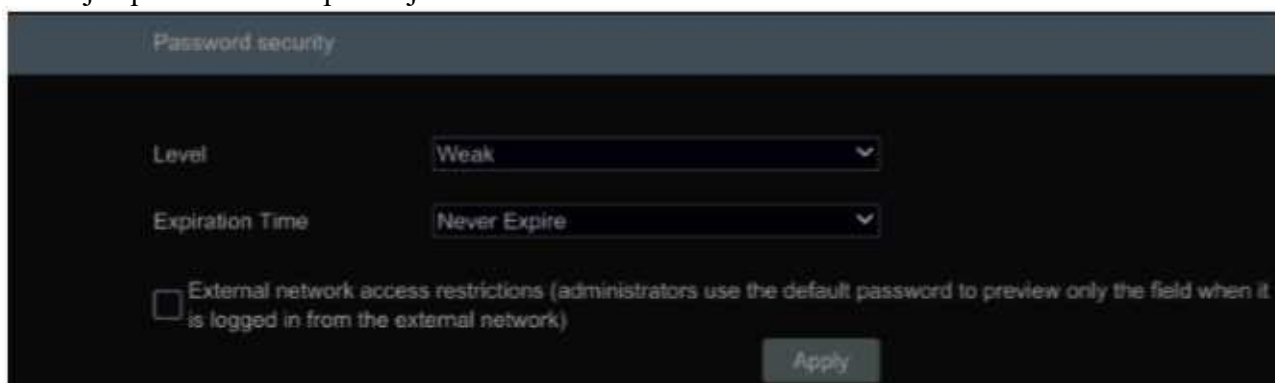 Password security
Level Weak
Expiration Time Never Expire
External network access restrictions (administrators use the default password to preview only the field when it
is logged in from the external network)
Apply